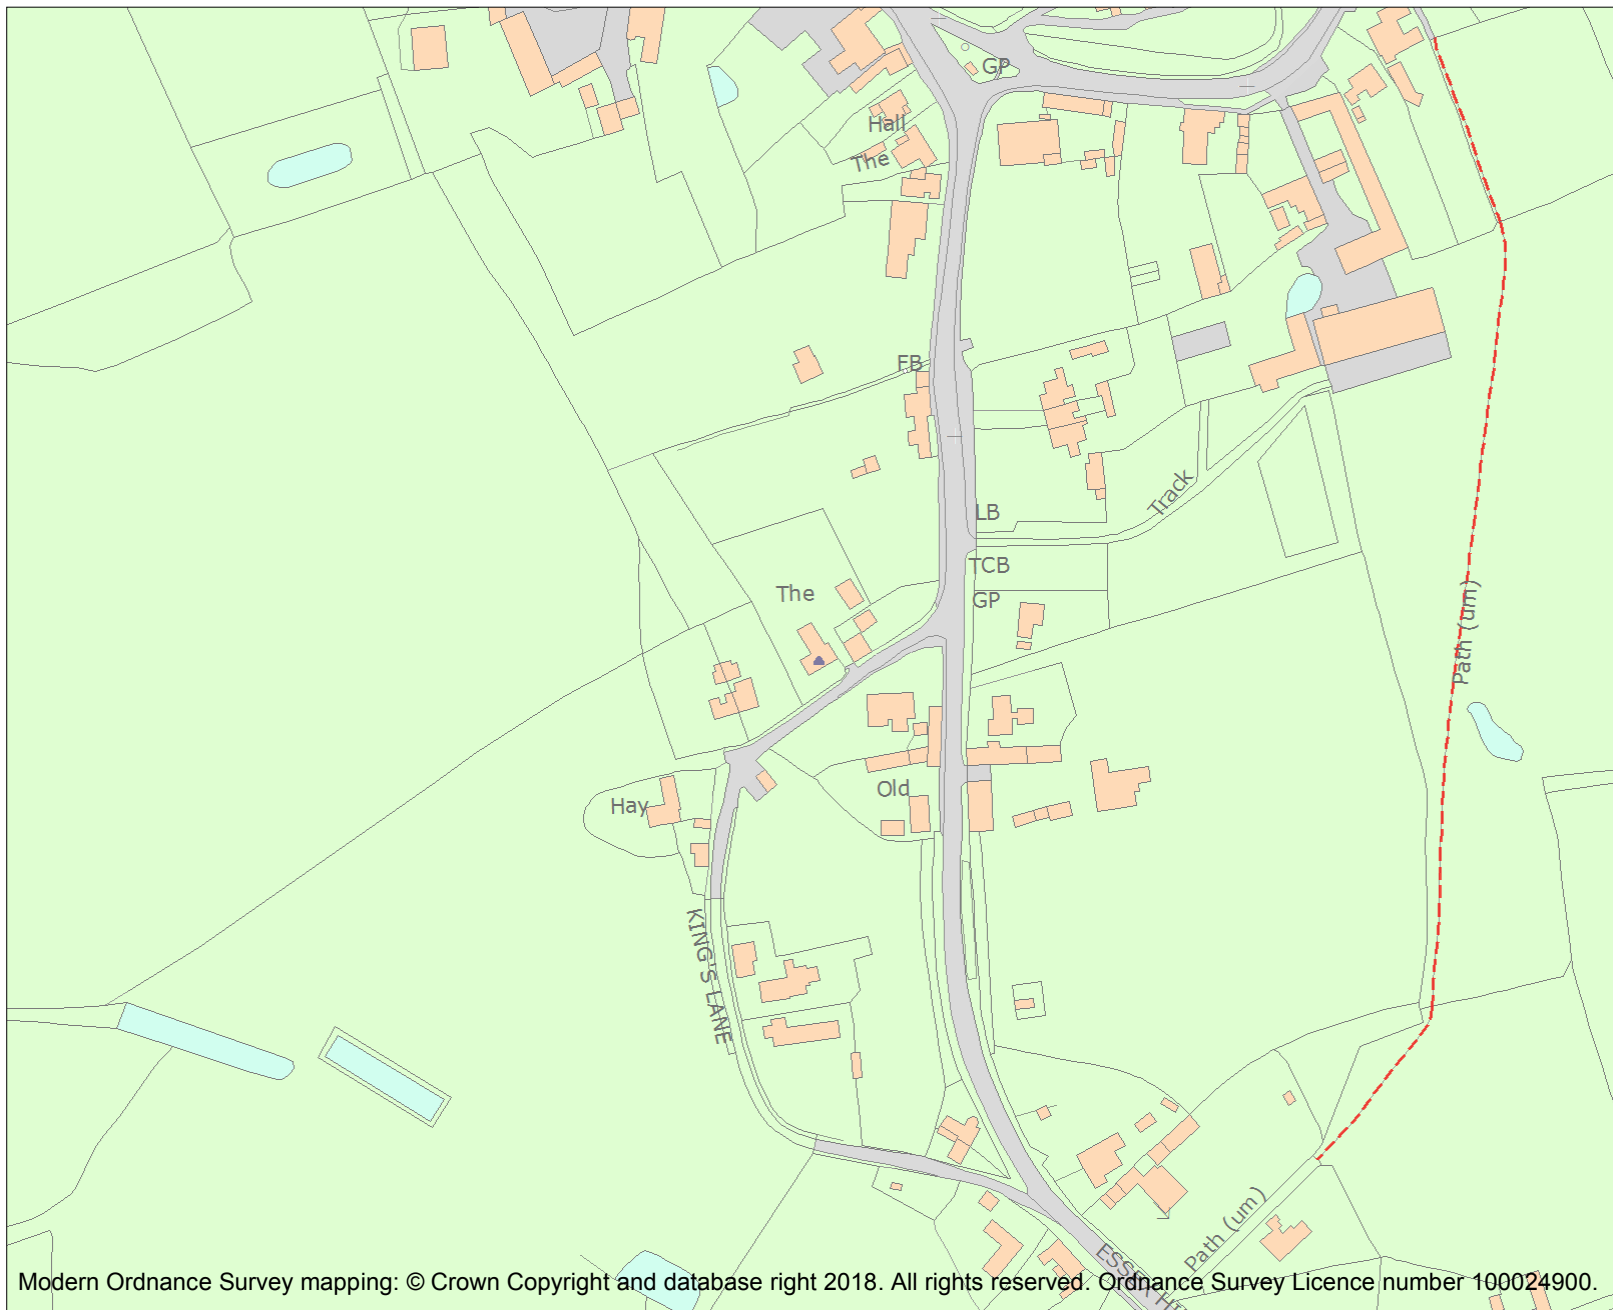 GP
Hall
The
FB
Track
LB
TCB
The
GP
Path (um)
Old
Hay
KING'S LANE
Path (um)
Modern Ordnance Survey mapping: © Crown Copyright and database right 2018. All rights reserved. Ordnance Survey Licence number 100024900.